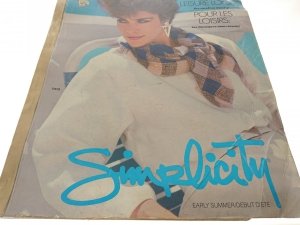 LEISURE LOOKS
POUR LES
LOISIRS:
Simplicity
EARLY SUMMER/DEBUT D'ETE